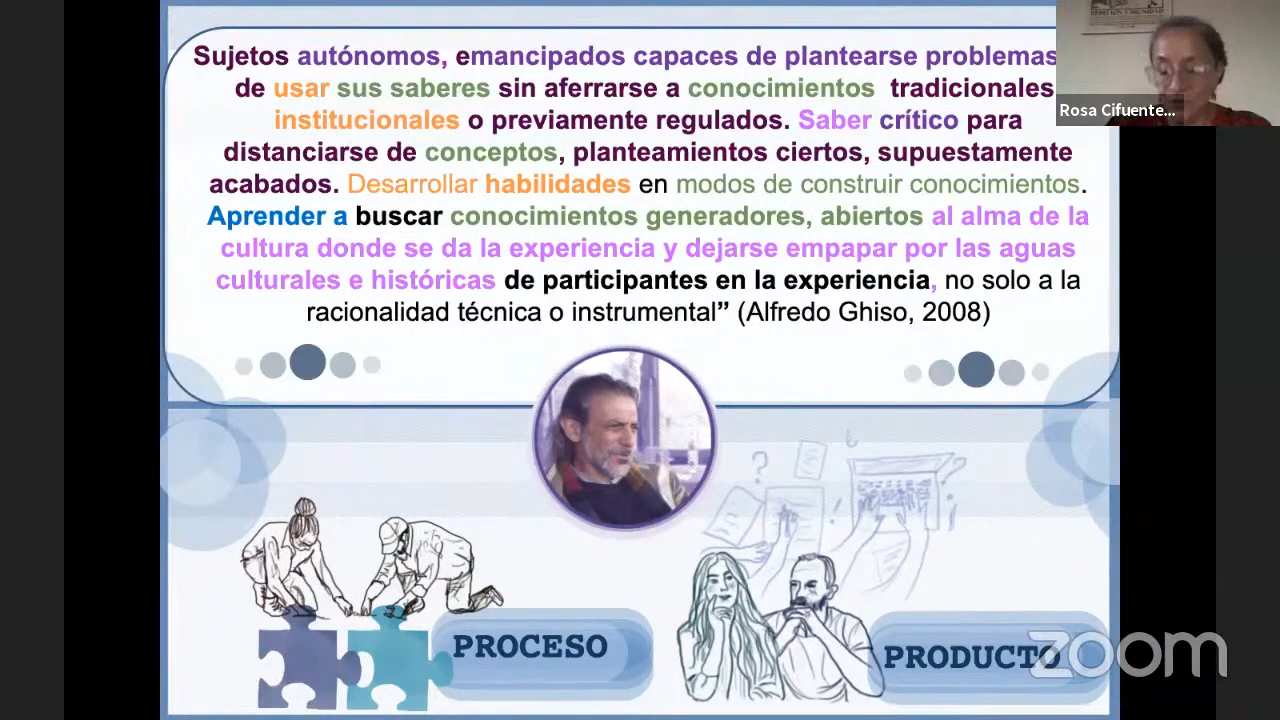 Sujetos autónomos, emancipados capaces de plantearse problemas
de usar sus saberes sin aferrarse a conocimientos tradicionales
institucionales o previamente regulados. Saber crítico para
distanciarse de conceptos, planteamientos ciertos, supuestamente
acabados. Desarrollar habilidades en modos de construir conocimientos.
Aprender a buscar conocimientos generadores, abiertos al alma de la
cultura donde se da la experiencia y dejarse empapar por las aguas
culturales e históricas de participantes en la experiencia, no solo a la
racionalidad técnica o instrumental” (Alfredo Ghiso, 2008)
Rosa Cifuente...
PROCESO
PRODUCTO
zoom